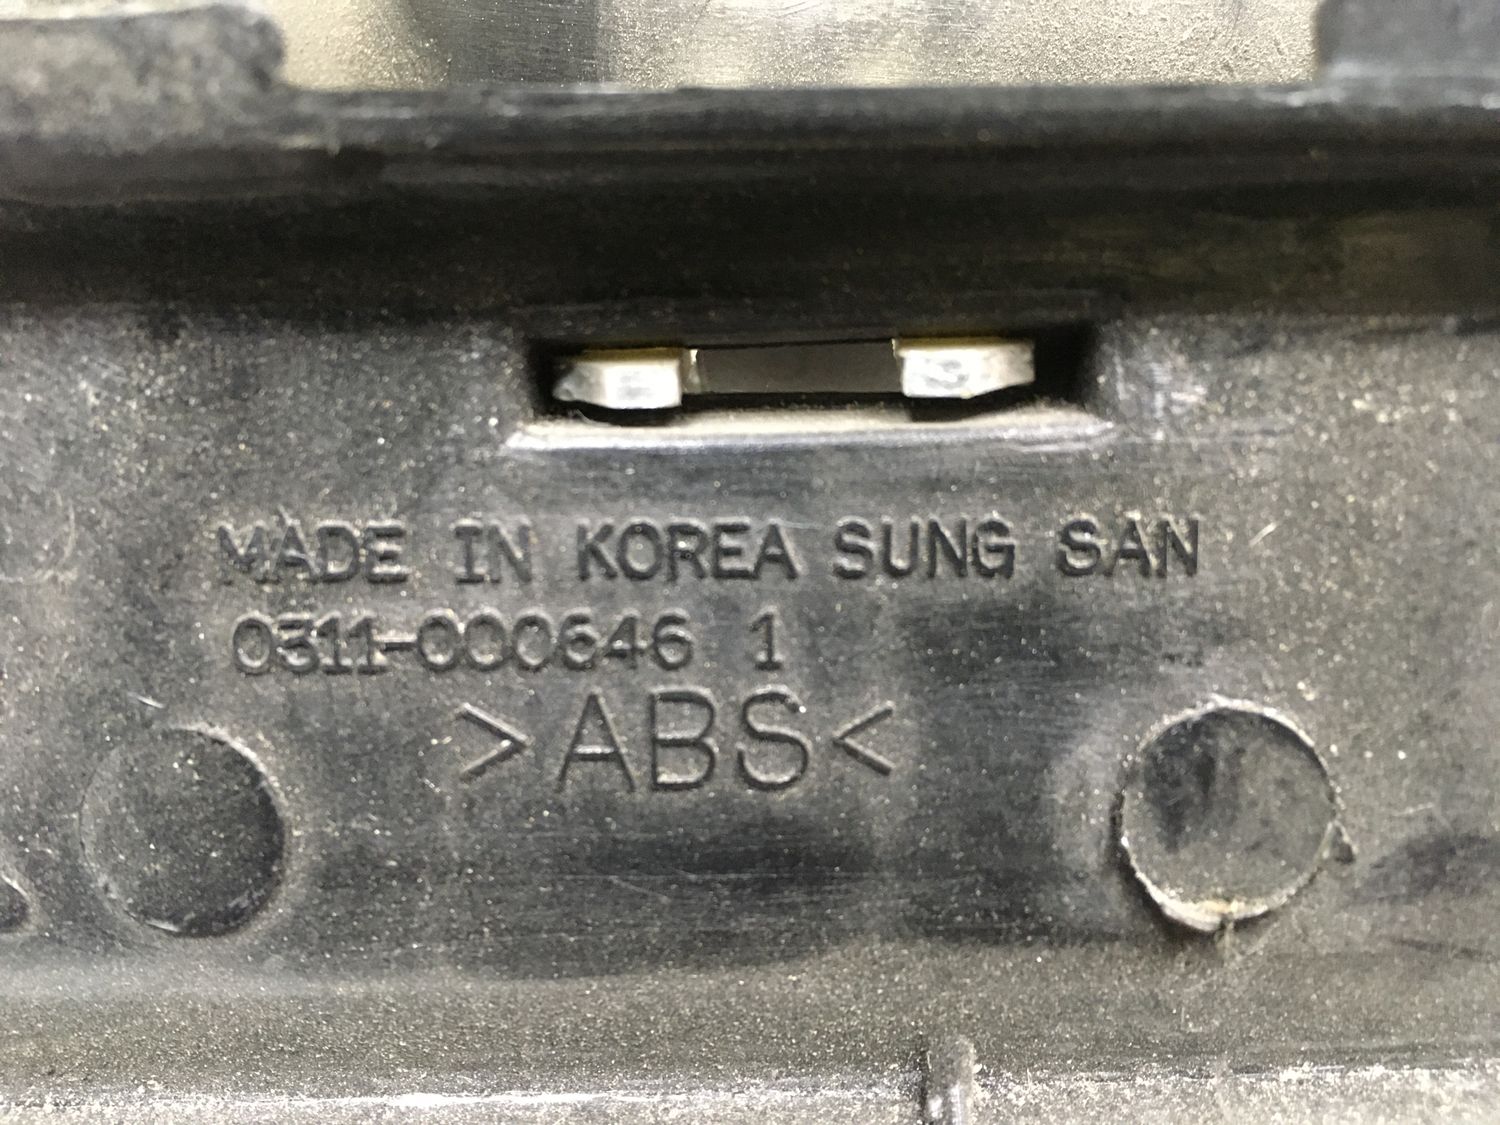 MADE IN KOREA SUNG SAN
0311-000646 1
>ABS<